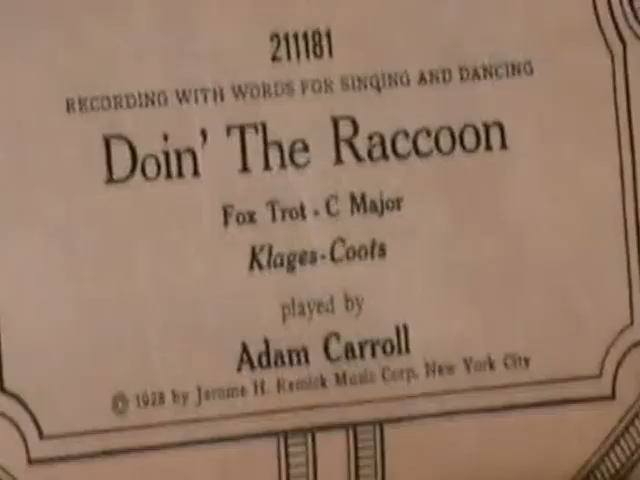 211181
RECORDING WITH WORDS FOR SINGING AND DANCING
Doin' The Raccoon
Fox Trot - C Major
Klages-Coots
played by
Adam Carroll
© 1928 by Jerome H. Remick Music Corp. New York City